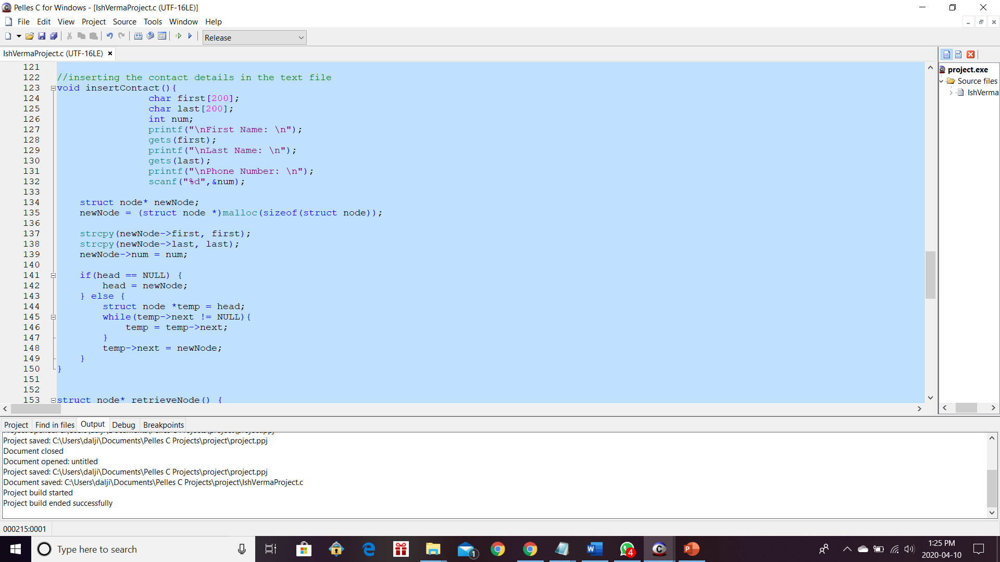 Pelles C for Windows - [IshVermaProject.c (UTF-16LE)]
File Edit View Project Source Tools Window Help
Release
IshVermaProject.c (UTF-16LE)
121
122 //inserting the contact details in the text file
123 void insertContact(){
124 char first[200];
125 char last[200];
126 int num;
127 printf("\nFirst Name: \n");
128 gets(first);
129 printf("\nLast Name: \n");
130 gets(last);
131 printf("\nPhone Number: \n");
132 scanf("%d",&num);
133
134 struct node* newNode;
135 newNode = (struct node *)malloc(sizeof(struct node));
136
137 strcpy(newNode->first, first);
138 strcpy(newNode->last, last);
139 newNode->num = num;
140
141 if(head == NULL) {
142 head = newNode;
143 } else {
144 struct node *temp = head;
145 while(temp->next != NULL){
146 temp = temp->next;
147 }
148 temp->next = newNode;
149 }
150 }
151
152
153 struct node* retrieveNode() {
project.exe
Source files
IshVerma
Project Find in files Output Debug Breakpoints
Project saved: C:\Users\dalji\Documents\Pelles C Projects\project\project.ppj
Document closed
Document opened: untitled
Project saved: C:\Users\dalji\Documents\Pelles C Projects\project\project.ppj
Document saved: C:\Users\dalji\Documents\Pelles C Projects\project\IshVermaProject.c
Project build started
Project build ended successfully
000215:0001
Type here to search
1
4
1:25 PM
2020-04-10